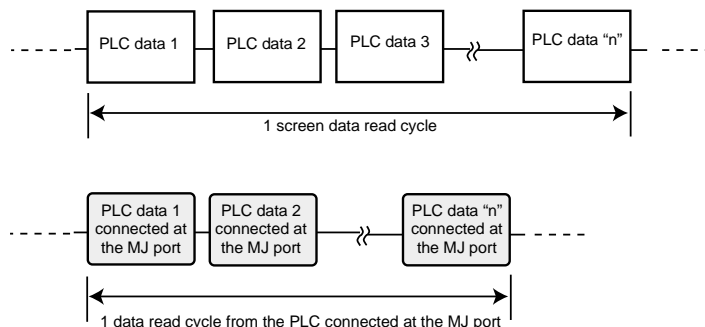 PLC data 1
PLC data 2
PLC data 3
PLC data “n”
1 screen data read cycle
PLC data 1
connected at
the MJ port
PLC data 2
connected at
the MJ port
PLC data “n”
connected at
the MJ port
1 data read cycle from the PLC connected at the MJ port